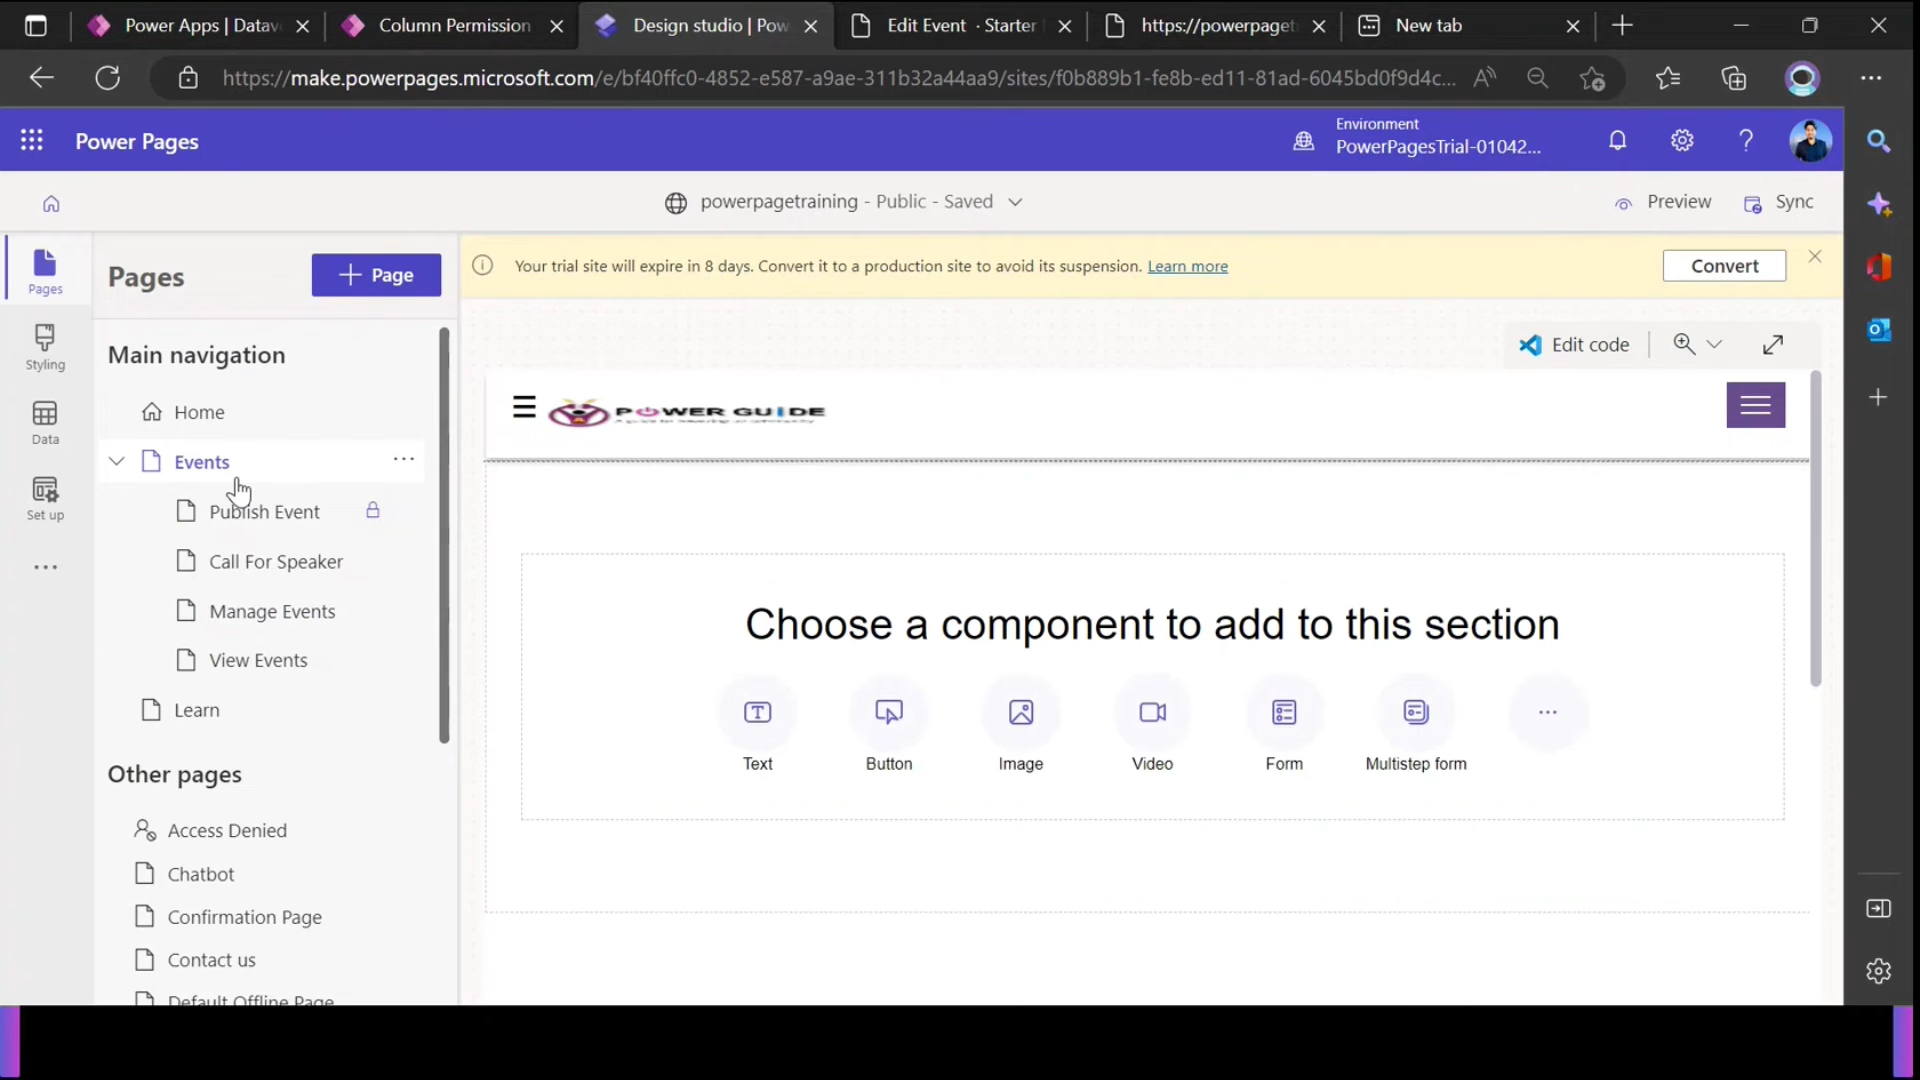 Power Apps | Datav
Column Permission
Design studio | Pow
Edit Event · Starter
https://powerpaget
New tab
https://make.powerpages.microsoft.com/e/bf40ffc0-4852-e587-a9ae-311b32a44aa9/sites/f0b889b1-fe8b-ed11-81ad-6045bd0f9d4c...
Power Pages
Environment
PowerPagesTrial-01042...
powerpagetraining - Public - Saved
Preview
Sync
Pages
Styling
Data
Set up
Pages
+ Page
Your trial site will expire in 8 days. Convert it to a production site to avoid its suspension. Learn more
Convert
Main navigation
Home
Events
Publish Event
Call For Speaker
Manage Events
View Events
Learn
Other pages
Access Denied
Chatbot
Confirmation Page
Contact us
Default Offline Page
Edit code
POWER GUIDE
Choose a component to add to this section
Text
Button
Image
Video
Form
Multistep form